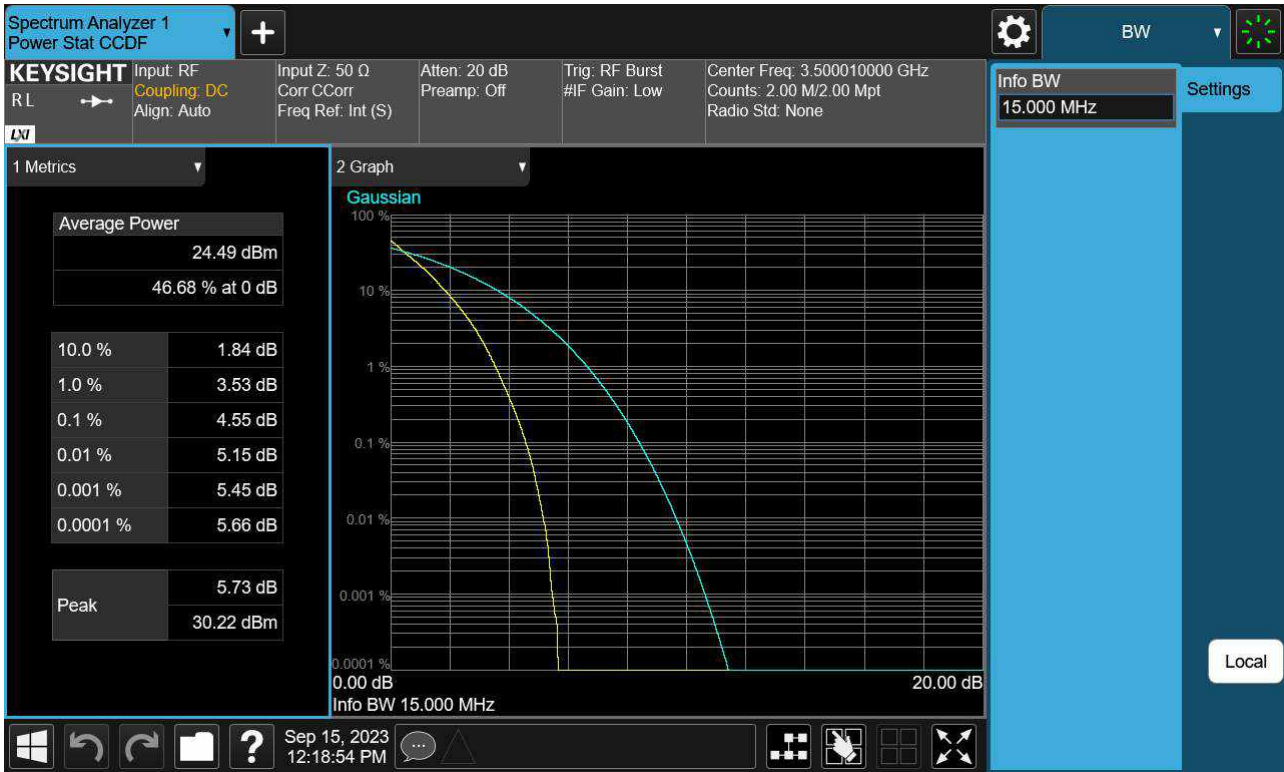 Spectrum Analyzer 1
Power Stat CCDF
BW
KEYSIGHT
RL
LXI
Input: RF
Coupling: DC
Align: Auto
Input Z: 50 Ω
Corr CCorr
Freq Ref: Int (S)
Atten: 20 dB
Preamp: Off
Trig: RF Burst
#IF Gain: Low
Center Freq: 3.500010000 GHz
Counts: 2.00 M/2.00 Mpt
Radio Std: None
Info BW
15.000 MHz
Settings
1 Metrics
Average Power
24.49 dBm
46.68 % at 0 dB
10.0 % 1.84 dB
1.0 % 3.53 dB
0.1 % 4.55 dB
0.01 % 5.15 dB
0.001 % 5.45 dB
0.0001 % 5.66 dB
Peak
5.73 dB
30.22 dBm
2 Graph
Gaussian
100 %
10 %
1 %
0.1 %
0.01 %
0.001 %
0.0001 %
0.00 dB 20.00 dB
Info BW 15.000 MHz
Local
?
Sep 15, 2023
12:18:54 PM